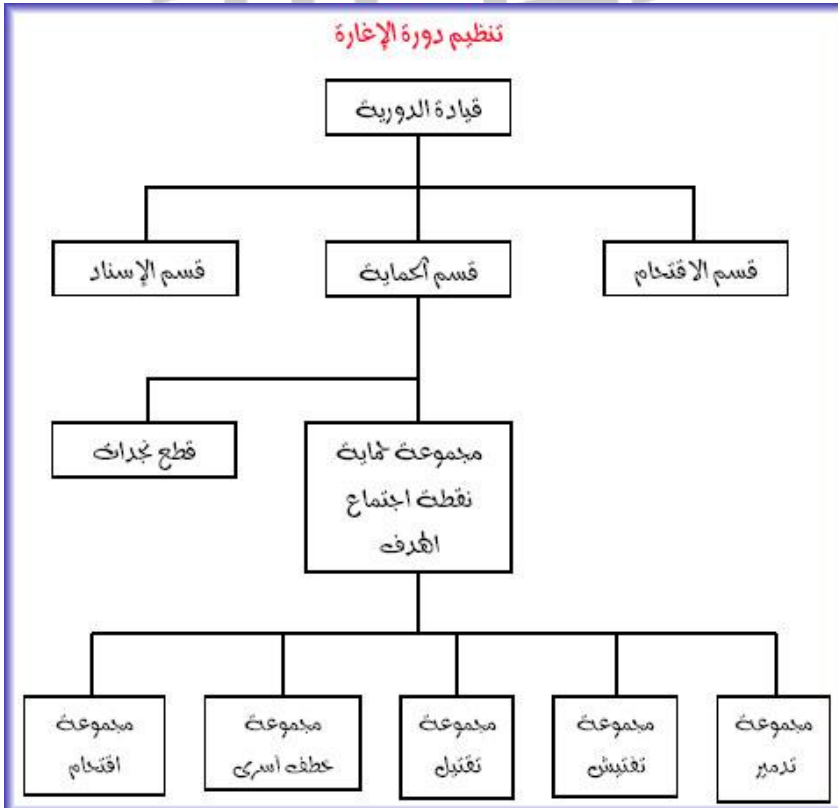 تنظيم دورة الإغارة
قيادة الدورية
قسم الاقتحام
قسم الحماية
قسم الإسناد
مجموعة حماية
نقطة اجتماع
الهدف
قطع نجدات
مجموعة
تدمير
مجموعة
تفتيش
مجموعة
تقتيل
مجموعة
خطف أسرى
مجموعة
اقتحام